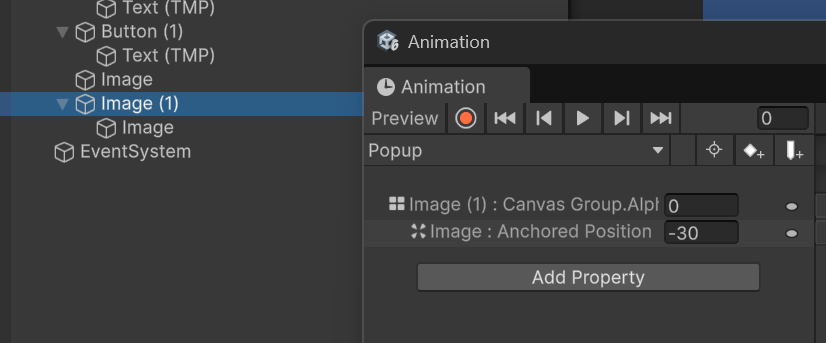 Text (TMP)
Button (1)
Text (TMP)
Image
Image (1)
Image
EventSystem
Animation
Animation
Preview
0
Popup
Image (1) : Canvas Group.Alp
0
Image : Anchored Position
-30
Add Property